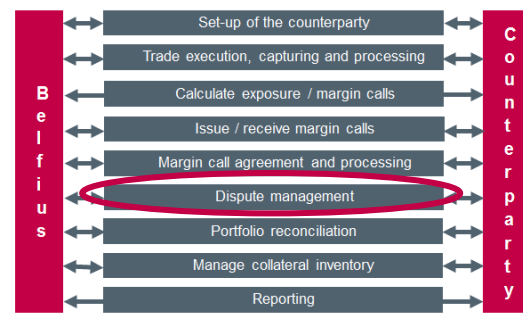 Belfius
Set-up of the counterparty
Trade execution, capturing and processing
Calculate exposure / margin calls
Issue / receive margin calls
Margin call agreement and processing
Dispute management
Portfolio reconciliation
Manage collateral inventory
Reporting
Counterparty